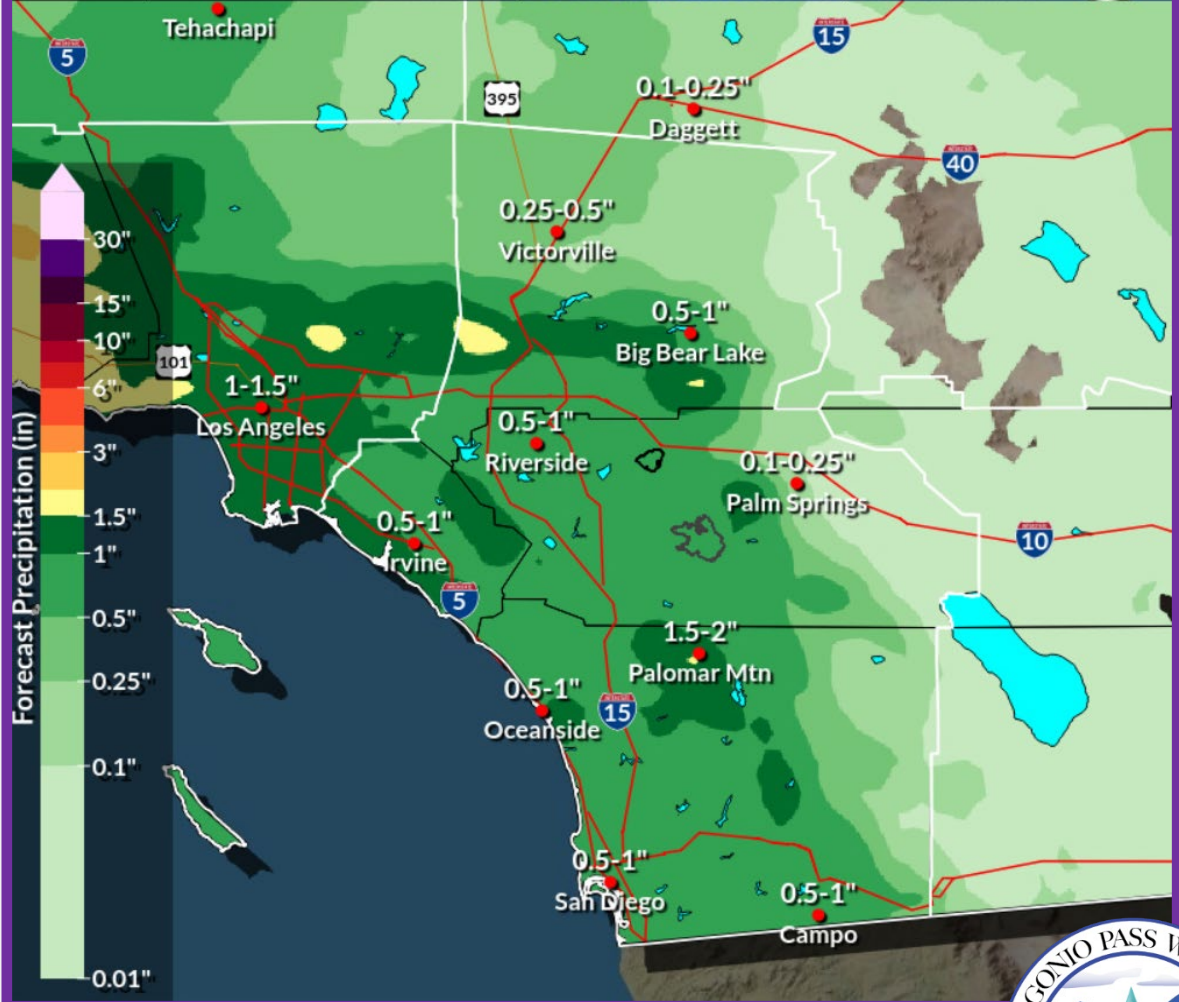 Tehachapi
5
15
395
0.1-0.25"
Daggett
40
0.25-0.5"
Victorville
0.5-1"
Big Bear Lake
101
1-1.5"
Los Angeles
0.5-1"
Riverside
0.1-0.25"
Palm Springs
10
0.5-1"
Irvine
5
1.5-2"
Palomar Mtn
0.5-1"
Oceanside
15
0.5-1"
San Diego
0.5-1"
Campo
Forecast Precipitation (in)
30"
15"
10"
6"
3"
1.5"
1"
0.5"
0.25"
0.1"
0.01"
GONIO PASS W